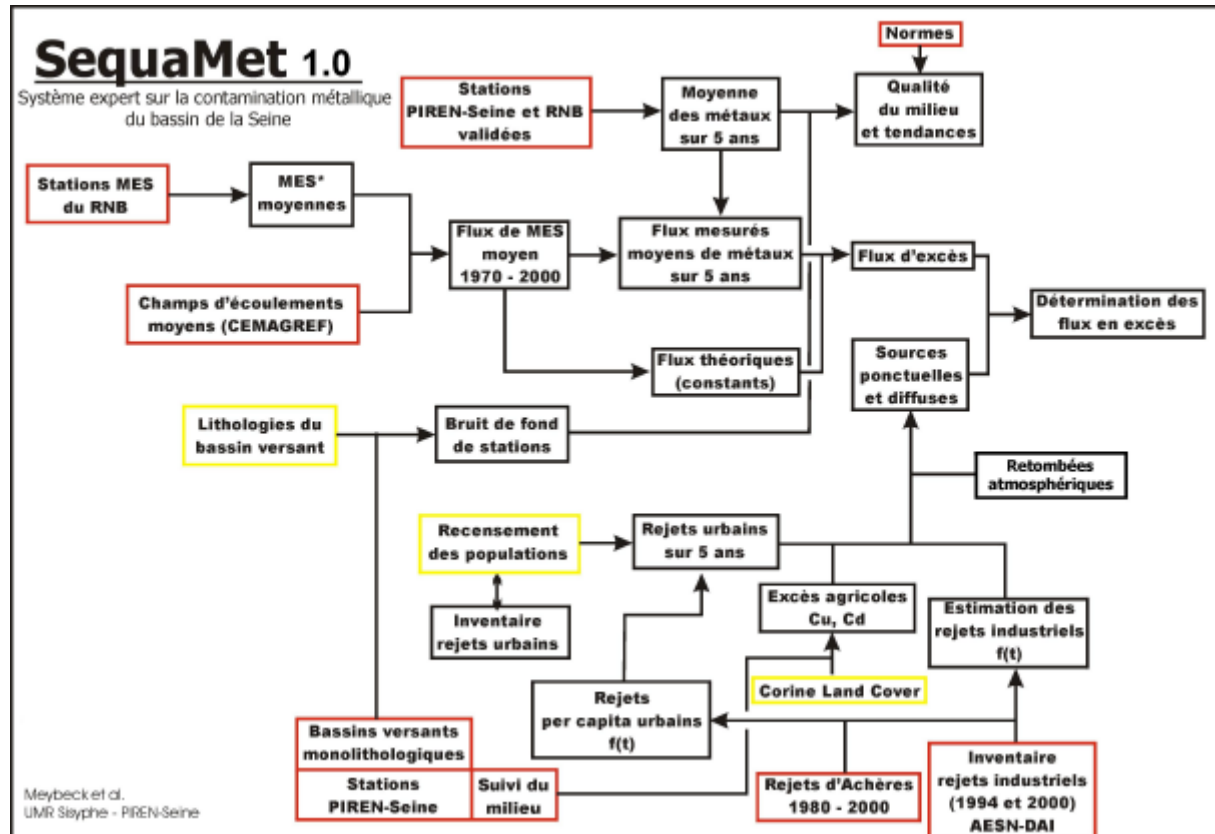 SequaMet 1.0
Système expert sur la contamination métallique
du bassin de la Seine
Normes
Stations
PIREN-Seine et RNB
validées
Moyenne
des métaux
sur 5 ans
Qualité
du milieu
et tendances
Stations MES
du RNB
MES*
moyennes
Flux de MES
moyen
1970 - 2000
Flux mesurés
moyens de métaux
sur 5 ans
Flux d'excès
Champs d'écoulements
moyens (CEMAGREF)
Détermination des
flux en excès
Flux théoriques
(constants)
Sources
ponctuelles
et diffuses
Lithologies du
bassin versant
Bruit de fond
de stations
Retombées
atmosphériques
Recensement
des populations
Rejets urbains
sur 5 ans
Inventaire
rejets urbains
Excès agricoles
Cu, Cd
Estimation des
rejets industriels
f(t)
Corine Land Cover
Rejets
per capita urbains
f(t)
Bassins versants
monolithologiques
Stations
PIREN-Seine
Suivi du
milieu
Rejets d'Achères
1980 - 2000
Inventaire
rejets industriels
(1994 et 2000)
AESN-DAI
Meybeck et al.
UMR Sisyphe - PIREN-Seine